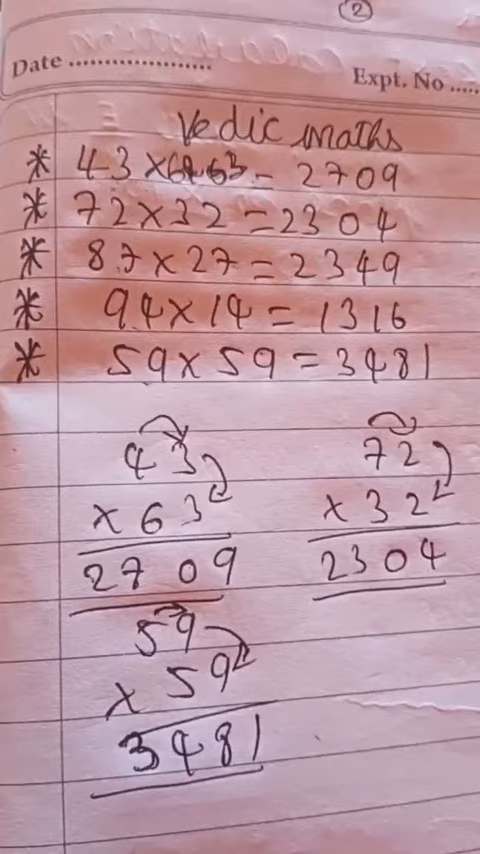 2
Date ....................
Expt. No .....
Vedic maths
* 43 × 63 = 2709
* 72 × 32 = 2304
* 87 × 27 = 2349
* 94 × 14 = 1316
* 59 × 59 = 3481
43 72
× 63 × 32
2709 2304
59
× 59
3481